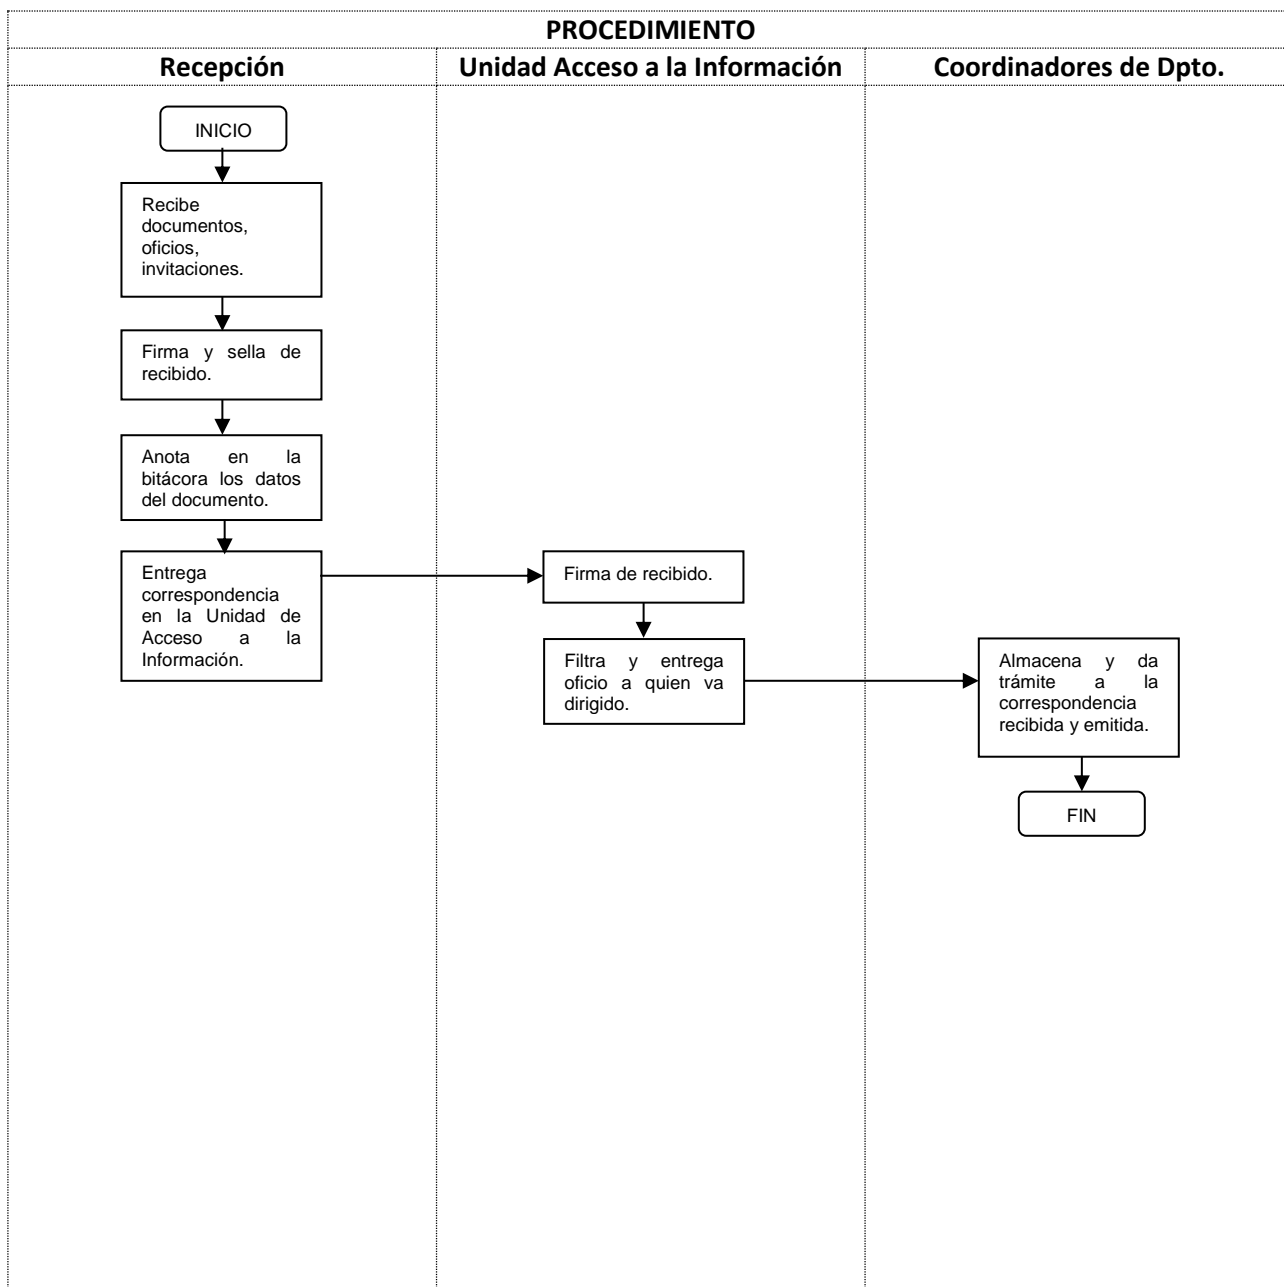 PROCEDIMIENTO
Recepción
Unidad Acceso a la Información
Coordinadores de Dpto.
INICIO
Recibe
documentos,
oficios,
invitaciones.
Firma y sella de
recibido.
Anota en la
bitácora los datos
del documento.
Entrega
correspondencia
en la Unidad de
Acceso a la
Información.
Firma de recibido.
Filtra y entrega
oficio a quien va
dirigido.
Almacena y da
trámite a la
correspondencia
recibida y emitida.
FIN